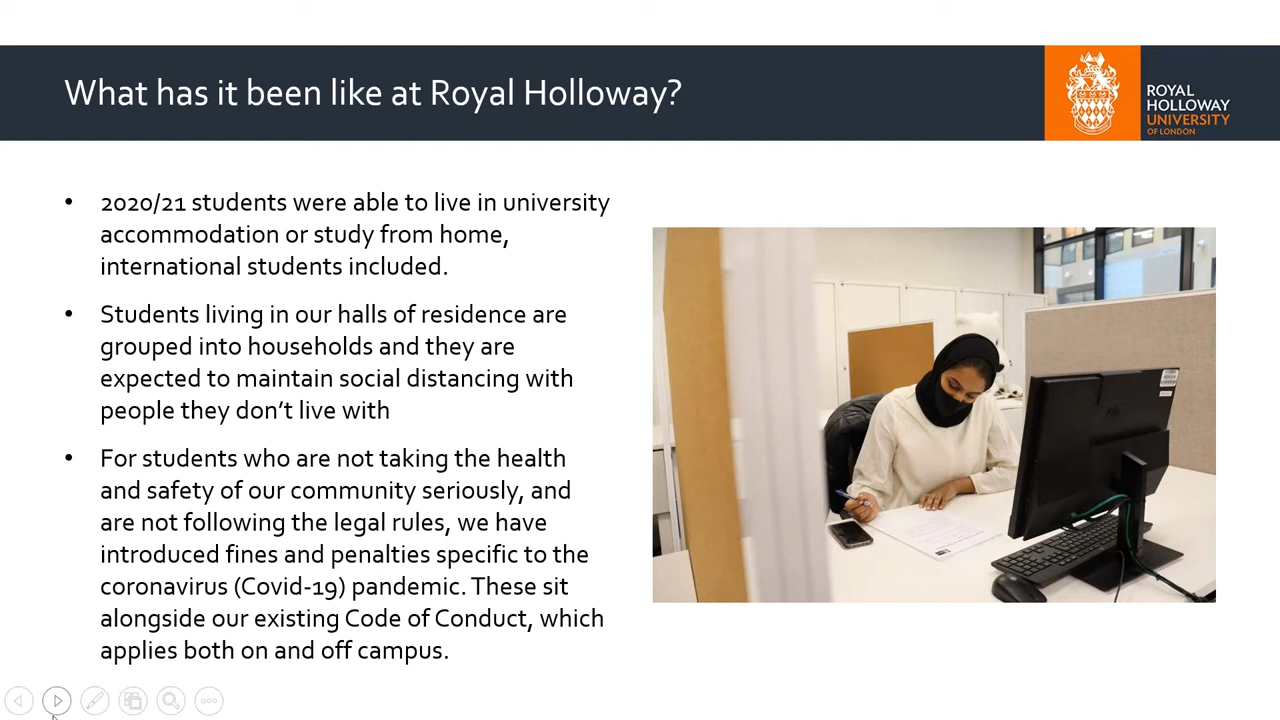 What has it been like at Royal Holloway?
ROYAL
HOLLOWAY
UNIVERSITY
OF LONDON
• 2020/21 students were able to live in university
accommodation or study from home,
international students included.
• Students living in our halls of residence are
grouped into households and they are
expected to maintain social distancing with
people they don't live with
• For students who are not taking the health
and safety of our community seriously, and
are not following the legal rules, we have
introduced fines and penalties specific to the
coronavirus (Covid-19) pandemic. These sit
alongside our existing Code of Conduct, which
applies both on and off campus.